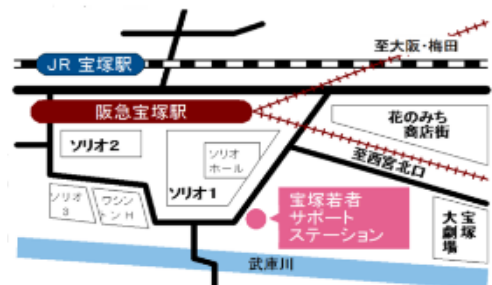 至大阪・梅田
JR 宝塚駅
阪急宝塚駅
花のみち
商店街
ソリオ2
ソリオ
ホール
至西宮北口
ソリオ1
ソリオ
3
ワシン
トンH
宝塚若者
サポート
ステーション
宝塚
大劇場
武庫川